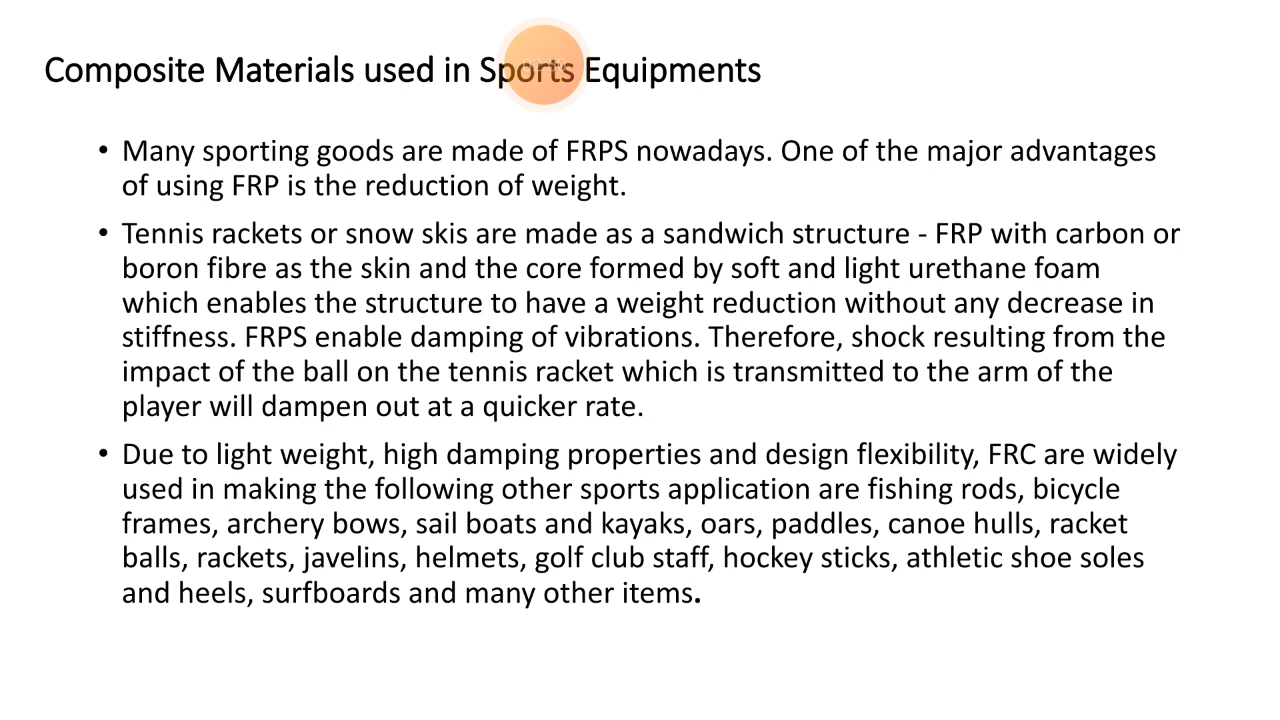 Composite Materials used in Sports Equipments
• Many sporting goods are made of FRPS nowadays. One of the major advantages
of using FRP is the reduction of weight.
• Tennis rackets or snow skis are made as a sandwich structure - FRP with carbon or
boron fibre as the skin and the core formed by soft and light urethane foam
which enables the structure to have a weight reduction without any decrease in
stiffness. FRPS enable damping of vibrations. Therefore, shock resulting from the
impact of the ball on the tennis racket which is transmitted to the arm of the
player will dampen out at a quicker rate.
• Due to light weight, high damping properties and design flexibility, FRC are widely
used in making the following other sports application are fishing rods, bicycle
frames, archery bows, sail boats and kayaks, oars, paddles, canoe hulls, racket
balls, rackets, javelins, helmets, golf club staff, hockey sticks, athletic shoe soles
and heels, surfboards and many other items.